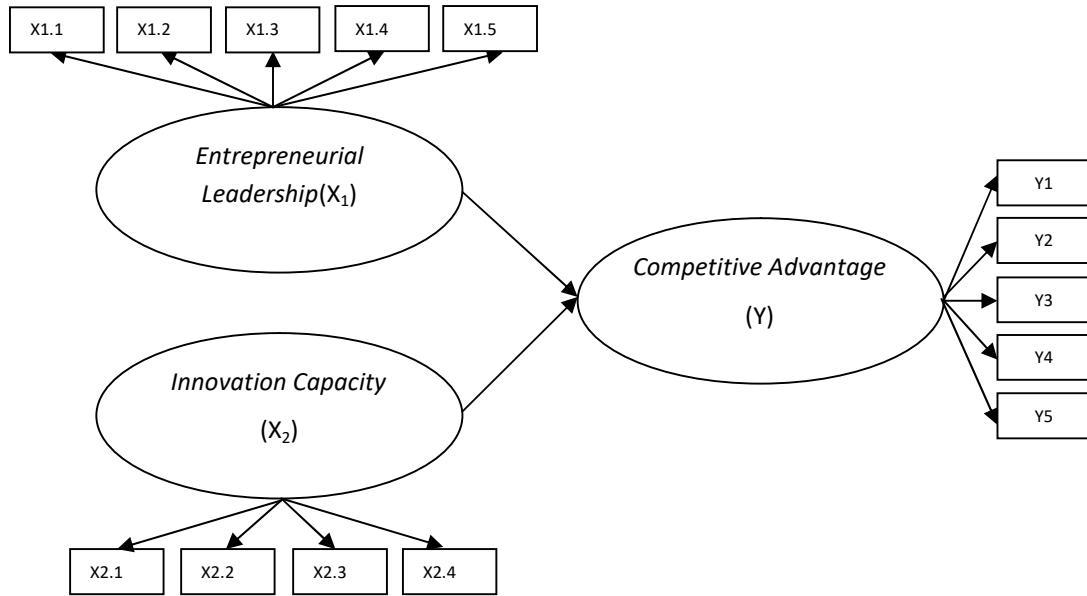 X1.1
X1.2
X1.3
X1.4
X1.5
Entrepreneurial
Leadership(X₁)
Competitive Advantage
(Y)
Y1
Y2
Y3
Y4
Y5
Innovation Capacity
(X₂)
X2.1
X2.2
X2.3
X2.4